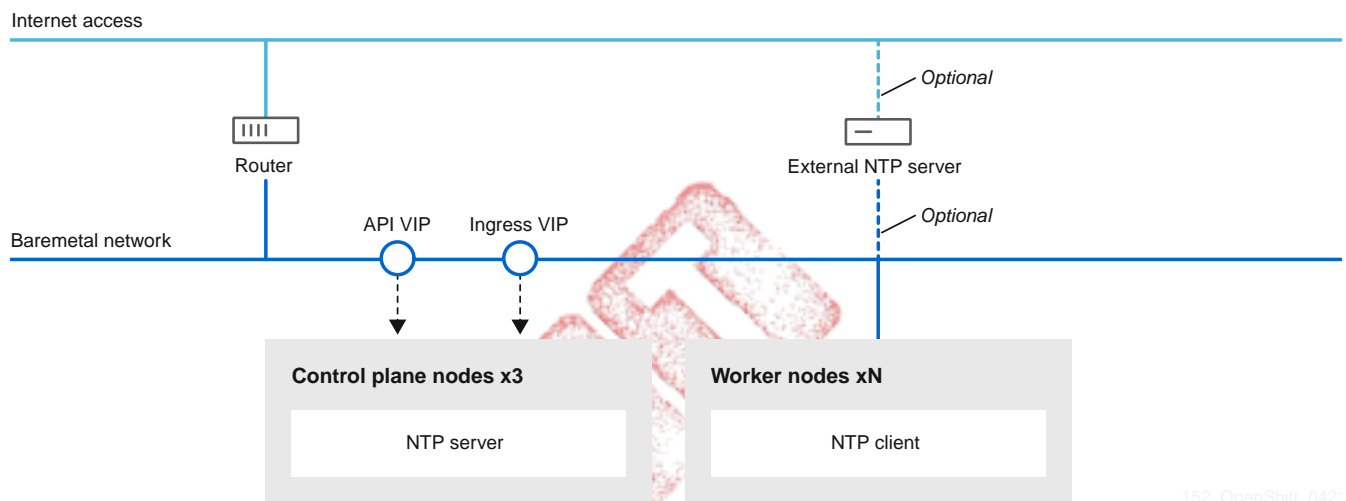 Internet access
Optional
Router
External NTP server
API VIP
Ingress VIP
Optional
Baremetal network
Control plane nodes x3
Worker nodes xN
NTP server
NTP client
152_OpenShift_042